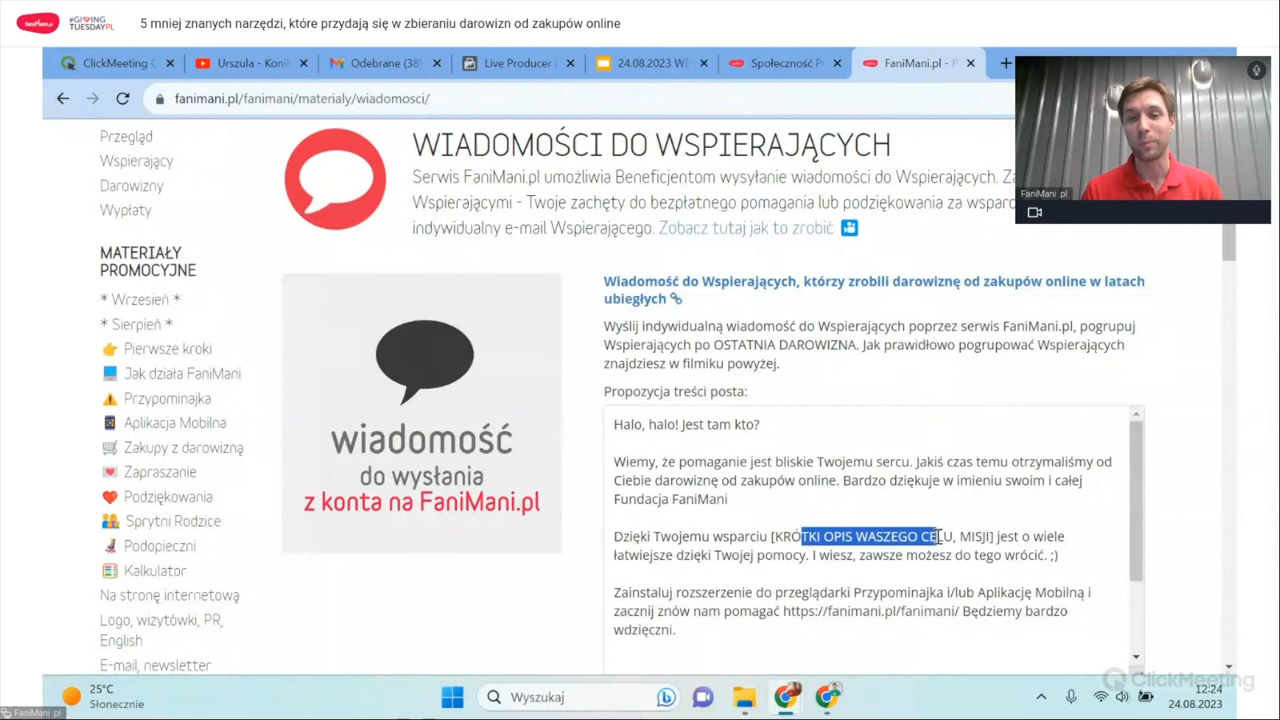 FaniMani.pl
#GIVING
TUESDAYPL
5 mniej znanych narzędzi, które przydają się w zbieraniu darowizn od zakupów online
ClickMeeting
Urszula - Konik
Odebrane (38)
Live Producer
24.08.2023 WE
Społeczność P
FaniMani.pl - P
fanimani.pl/fanimani/materialy/wiadomosci/
FaniMani .pl
Przegląd
Wspierający
Darowizny
Wypłaty
MATERIAŁY
PROMOCYJNE
* Wrzesień *
* Sierpień *
Pierwsze kroki
Jak działa FaniMani
Przypominajka
Aplikacja Mobilna
Zakupy z darowizną
Zapraszanie
Podziękowania
Sprytni Rodzice
Podopieczni
Kalkulator
Na stronę internetową
Logo, wizytówki, PR,
English
E-mail, newsletter
WIADOMOŚCI DO WSPIERAJĄCYCH
Serwis FaniMani.pl umożliwia Beneficjentom wysyłanie wiadomości do Wspierających. Za
Wspierającymi - Twoje zachęty do bezpłatnego pomagania lub podziękowania za wsparc
indywidualny e-mail Wspierającego. Zobacz tutaj jak to zrobić
wiadomość
do wysłania
z konta na FaniMani.pl
Wiadomość do Wspierających, którzy zrobili darowiznę od zakupów online w latach
ubiegłych
Wyślij indywidualną wiadomość do Wspierających poprzez serwis FaniMani.pl, pogrupuj
Wspierających po OSTATNIA DAROWIZNA. Jak prawidłowo pogrupować Wspierających
znajdziesz w filmiku powyżej.
Propozycja treści posta:
Halo, halo! Jest tam kto?
Wiemy, że pomaganie jest bliskie Twojemu sercu. Jakiś czas temu otrzymaliśmy od
Ciebie darowiznę od zakupów online. Bardzo dziękuje w imieniu swoim i całej
Fundacja FaniMani
Dzięki Twojemu wsparciu [KRÓTKI OPIS WASZEGO CELU, MISJI] jest o wiele
łatwiejsze dzięki Twojej pomocy. I wiesz, zawsze możesz do tego wrócić. ;)
Zainstaluj rozszerzenie do przeglądarki Przypominajka i/lub Aplikację Mobilną i
zacznij znów nam pomagać https://fanimani.pl/fanimani/ Będziemy bardzo
wdzięczni.
ClickMeeting
25°C
Słonecznie
Wyszukaj
12:24
24.08.2023
FaniMani .pl